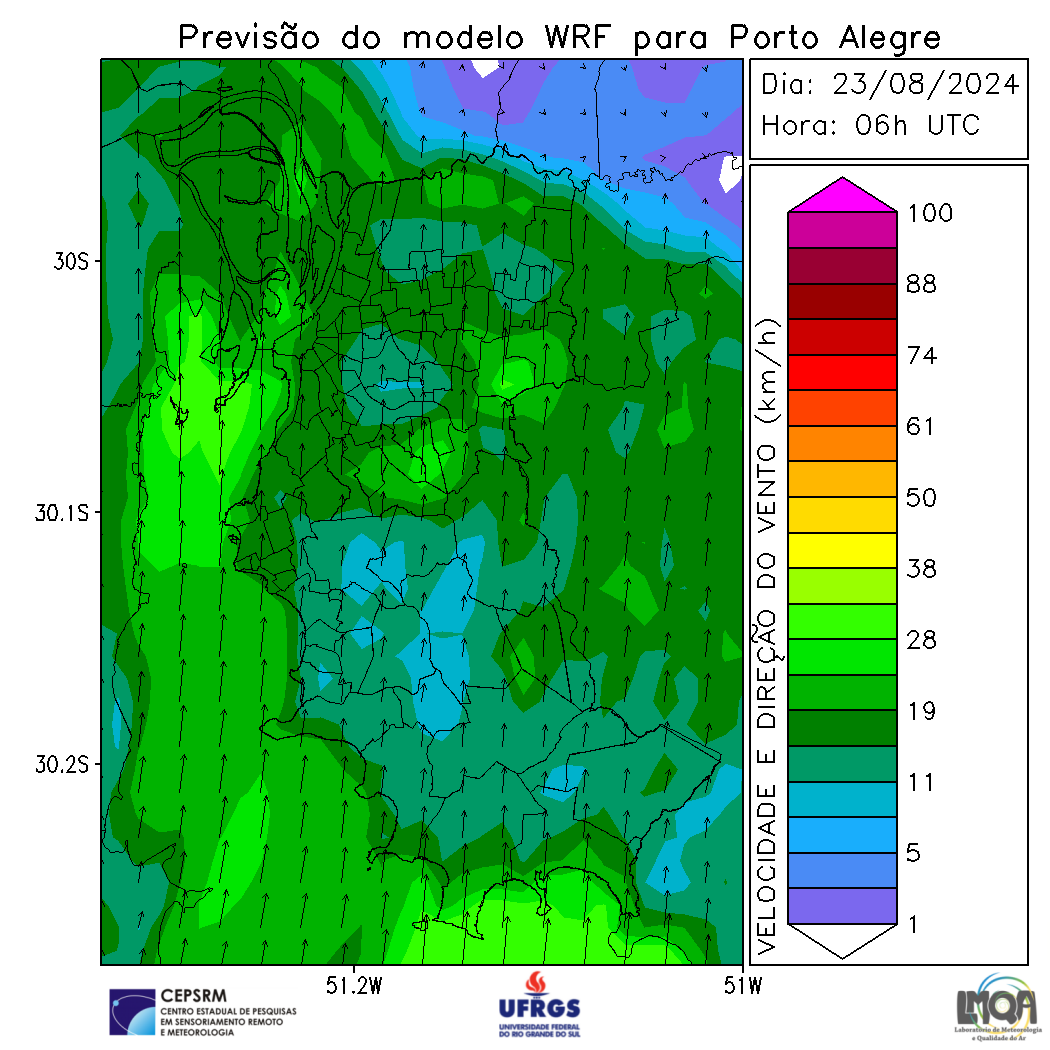 Previsão do modelo WRF para Porto Alegre
Dia: 23/08/2024
Hora: 06h UTC
30S
30.1S
30.2S
51.2W
51W
VELOCIDADE E DIREÇÃO DO VENTO (km/h)
100
88
74
61
50
38
28
19
11
5
1
CEPSRM
CENTRO ESTADUAL DE PESQUISAS
EM SENSORIAMENTO REMOTO
E METEOROLOGIA
UFRGS
UNIVERSIDADE FEDERAL
DO RIO GRANDE DO SUL
LMQA
Laboratório de Meteorologia
e Qualidade do Ar